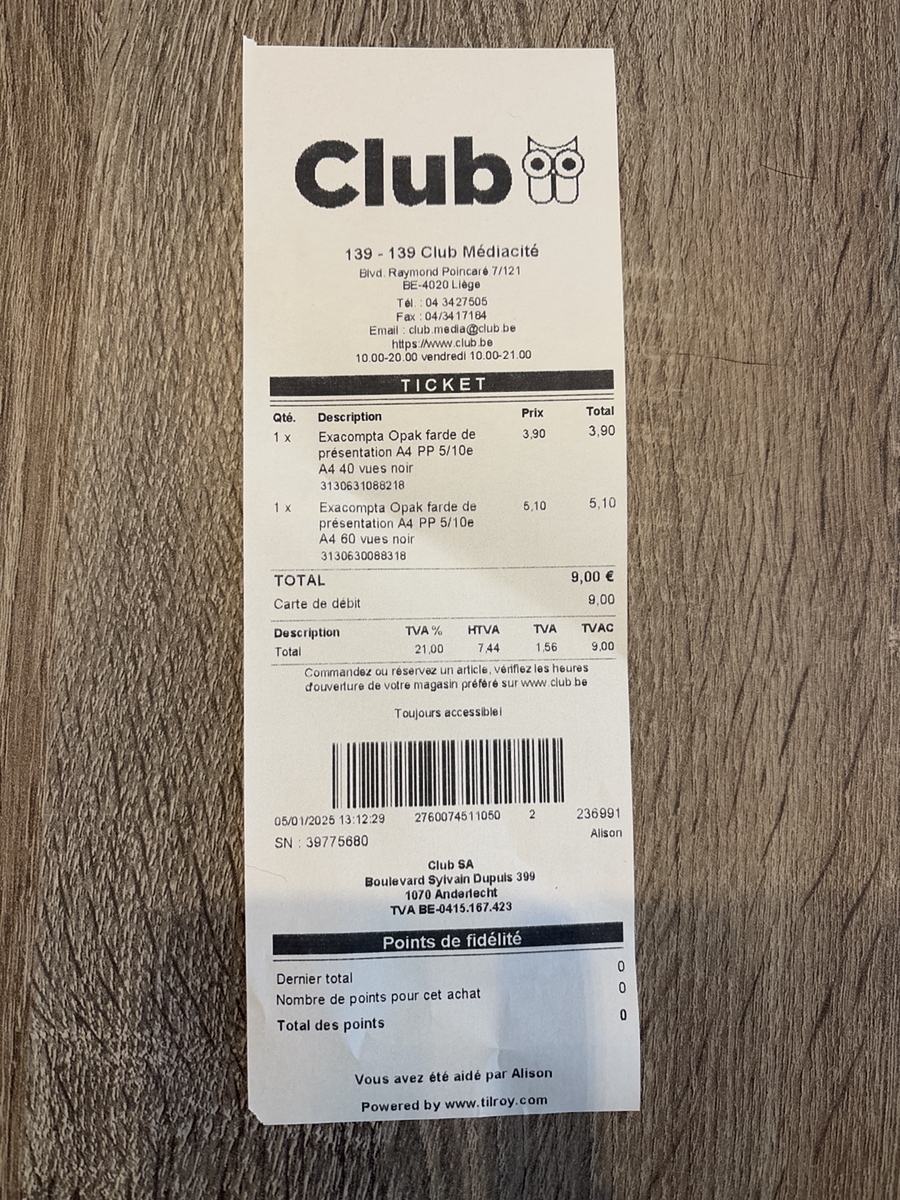 Club
139 - 139 Club Médiacité
Blvd. Raymond Poincaré 7/121
BE-4020 Liège
Tél. : 04 3427505
Fax : 04/3417184
Email : club.media@club.be
https://www.club.be
10.00-20.00 vendredi 10.00-21.00
TICKET
Qté. Description Prix Total
1 x Exacompta Opak farde de 3,90 3,90
présentation A4 PP 5/10e
A4 40 vues noir
3130631088218
1 x Exacompta Opak farde de 5,10 5,10
présentation A4 PP 5/10e
A4 60 vues noir
3130630088318
TOTAL 9,00 €
Carte de débit 9,00
Description TVA % HTVA TVA TVAC
Total 21,00 7,44 1,56 9,00
Commandez ou réservez un article, vérifiez les heures
d'ouverture de votre magasin préféré sur www.club.be
Toujours accessible!
05/01/2025 13:12:29 2760074511050 2 236991
SN : 39775680 Alison
Club SA
Boulevard Sylvain Dupuis 399
1070 Anderlecht
TVA BE-0415.167.423
Points de fidélité
Dernier total 0
Nombre de points pour cet achat 0
Total des points 0
Vous avez été aidé par Alison
Powered by www.tilroy.com